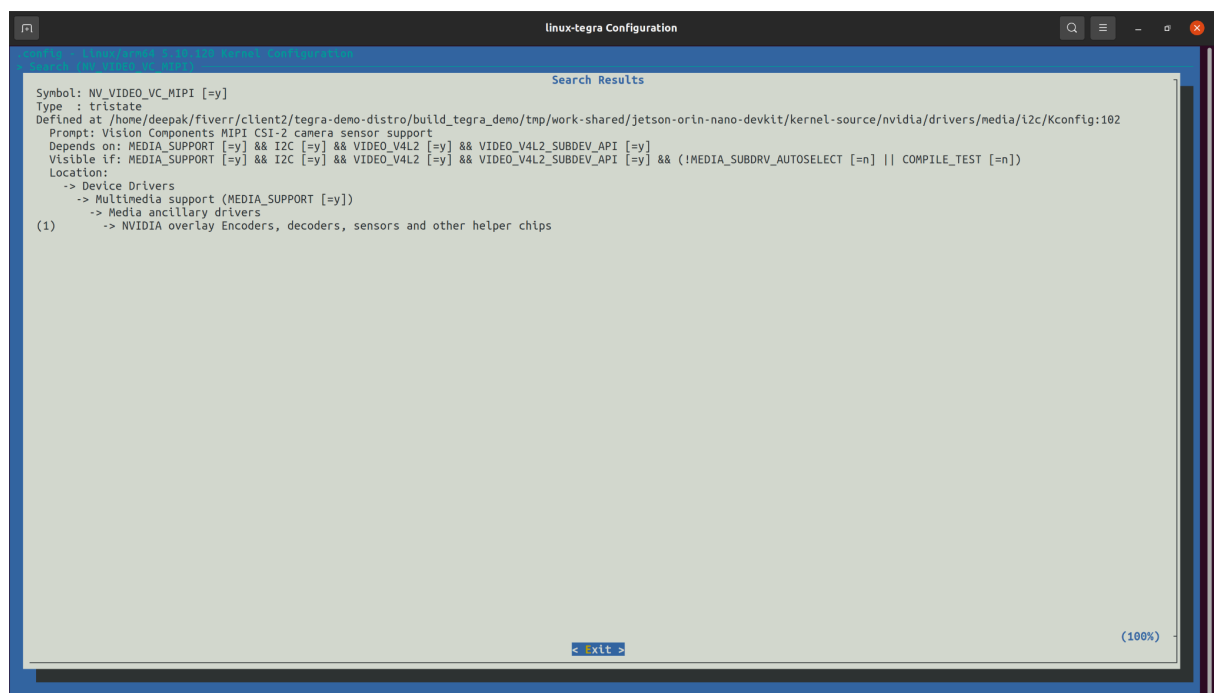 linux-tegra Configuration
.config - Linux/arm64 5.10.120 Kernel Configuration
> Search (NV_VIDEO_VC_MIPI)
Search Results
Symbol: NV_VIDEO_VC_MIPI [=y]
Type  : tristate
Defined at /home/deepak/fiverr/client2/tegra-demo-distro/build_tegra_demo/tmp/work-shared/jetson-orin-nano-devkit/kernel-source/nvidia/drivers/media/i2c/Kconfig:102
Prompt: Vision Components MIPI CSI-2 camera sensor support
Depends on: MEDIA_SUPPORT [=y] && I2C [=y] && VIDEO_V4L2 [=y] && VIDEO_V4L2_SUBDEV_API [=y]
Visible if: MEDIA_SUPPORT [=y] && I2C [=y] && VIDEO_V4L2 [=y] && VIDEO_V4L2_SUBDEV_API [=y] && (!MEDIA_SUBDRV_AUTOSELECT [=n] || COMPILE_TEST [=n])
Location:
-> Device Drivers
-> Multimedia support (MEDIA_SUPPORT [=y])
-> Media ancillary drivers
(1) -> NVIDIA overlay Encoders, decoders, sensors and other helper chips
(100%)
< Exit >